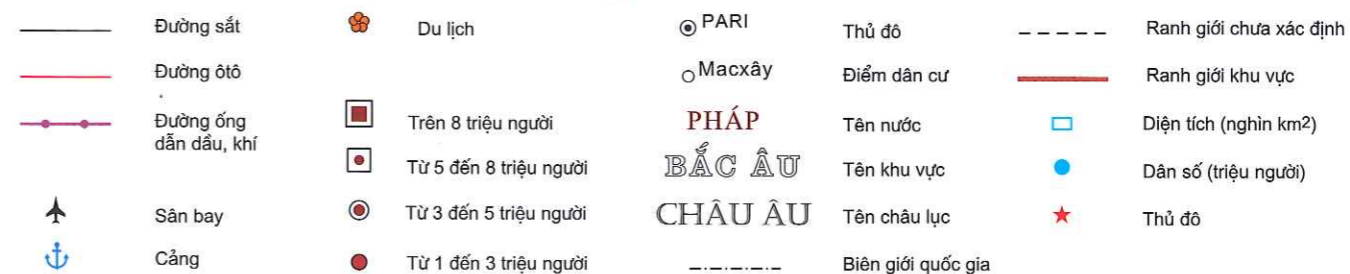 Đường sắt
Đường ôtô
Đường ống
dẫn dầu, khí
Sân bay
Cảng
Du lịch
Trên 8 triệu người
Từ 5 đến 8 triệu người
Từ 3 đến 5 triệu người
Từ 1 đến 3 triệu người
PARI Thủ đô
Macxây Điểm dân cư
PHÁP Tên nước
BẮC ÂU Tên khu vực
CHÂU ÂU Tên châu lục
Biên giới quốc gia
Ranh giới chưa xác định
Ranh giới khu vực
Diện tích (nghìn km2)
Dân số (triệu người)
Thủ đô